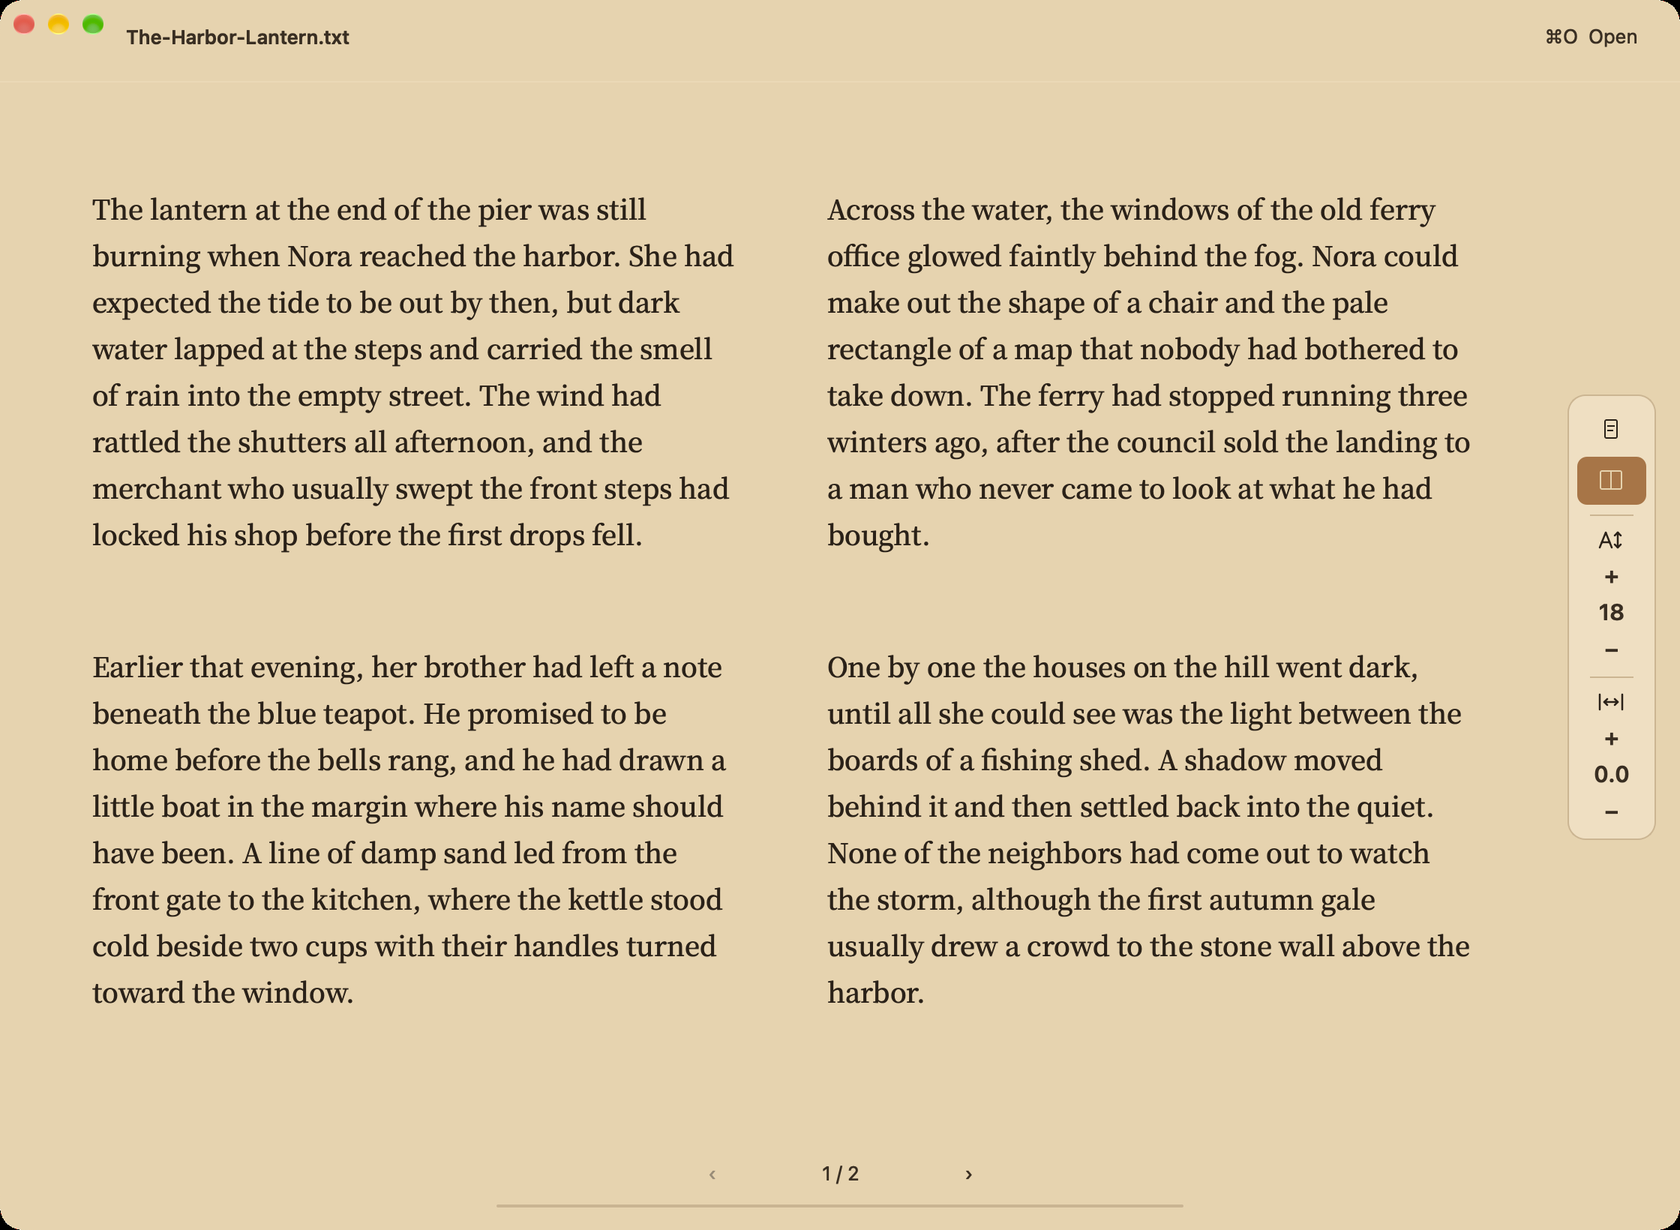 The-Harbor-Lantern.txt
⌘O Open
The lantern at the end of the pier was still
burning when Nora reached the harbor. She had
expected the tide to be out by then, but dark
water lapped at the steps and carried the smell
of rain into the empty street. The wind had
rattled the shutters all afternoon, and the
merchant who usually swept the front steps had
locked his shop before the first drops fell.
Earlier that evening, her brother had left a note
beneath the blue teapot. He promised to be
home before the bells rang, and he had drawn a
little boat in the margin where his name should
have been. A line of damp sand led from the
front gate to the kitchen, where the kettle stood
cold beside two cups with their handles turned
toward the window.
Across the water, the windows of the old ferry
office glowed faintly behind the fog. Nora could
make out the shape of a chair and the pale
rectangle of a map that nobody had bothered to
take down. The ferry had stopped running three
winters ago, after the council sold the landing to
a man who never came to look at what he had
bought.
One by one the houses on the hill went dark,
until all she could see was the light between the
boards of a fishing shed. A shadow moved
behind it and then settled back into the quiet.
None of the neighbors had come out to watch
the storm, although the first autumn gale
usually drew a crowd to the stone wall above the
harbor.
A↕
+
18
−
+
0.0
−
‹ 1 / 2 ›